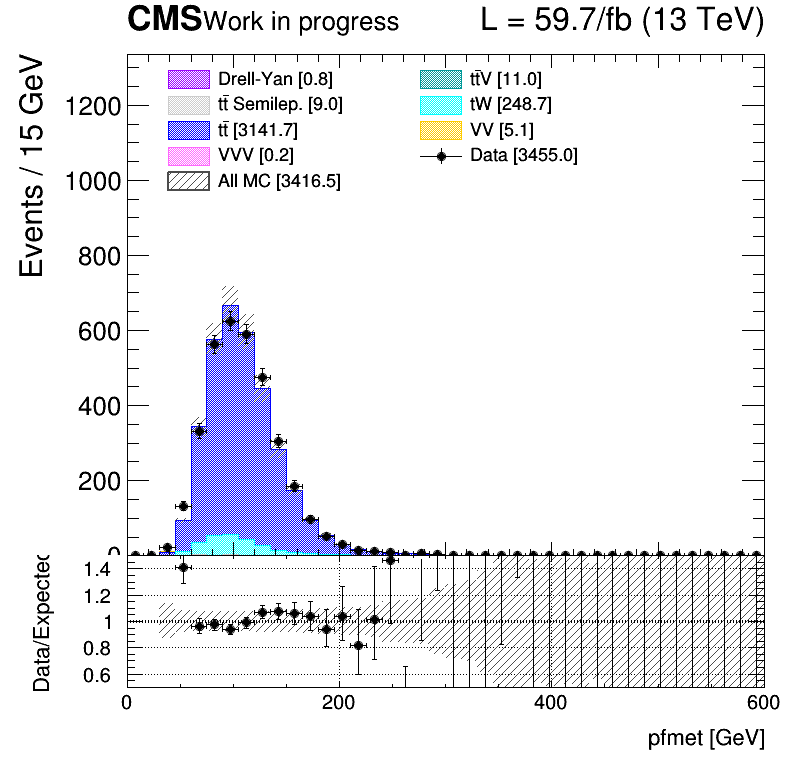 CMS Work in progress L = 59.7/fb (13 TeV)
Events / 15 GeV
Drell-Yan [0.8]
tt̄ Semilep. [9.0]
tt̄ [3141.7]
VVV [0.2]
All MC [3416.5]
tt̄V [11.0]
tW [248.7]
VV [5.1]
Data [3455.0]
1200
1000
800
600
400
200
0
Data/Expected
1.4
1.2
1
0.8
0.6
0 200 400 600
pfmet [GeV]